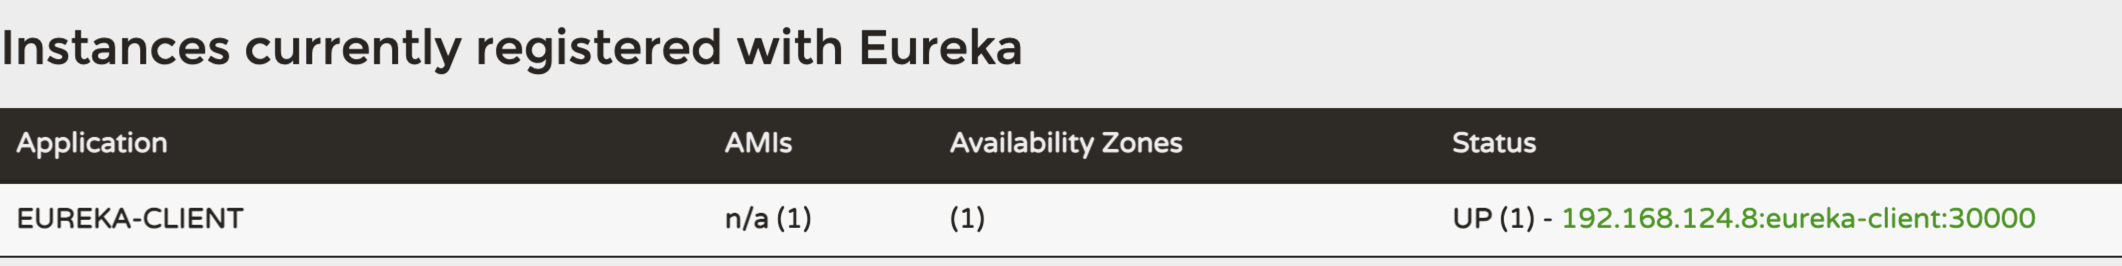 Instances currently registered with Eureka
Application AMIs Availability Zones Status
EUREKA-CLIENT n/a (1) (1) UP (1) - 192.168.124.8:eureka-client:30000